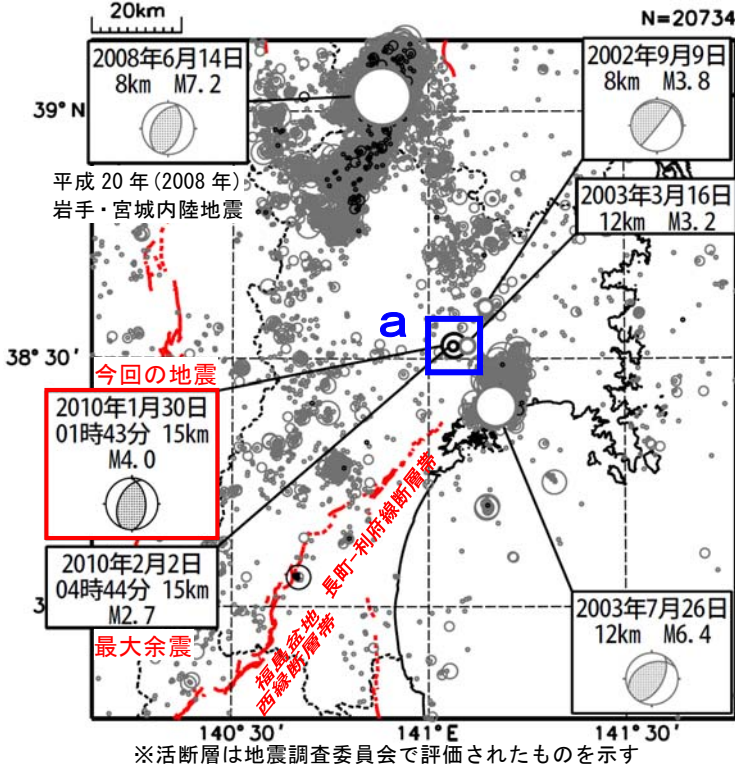 20km
N=20734
2008年6月14日
8km M7.2
2002年9月9日
8km M3.8
39°N
平成20年(2008年)
岩手・宮城内陸地震
2003年3月16日
12km M3.2
a
38°30'
今回の地震
2010年1月30日
01時43分 15km
M4.0
長町-利府線断層帯
2010年2月2日
04時44分 15km
M2.7
最大余震
福島盆地
西縁断層帯
2003年7月26日
12km M6.4
3
140°30'
141°E
141°30'
※活断層は地震調査委員会で評価されたものを示す